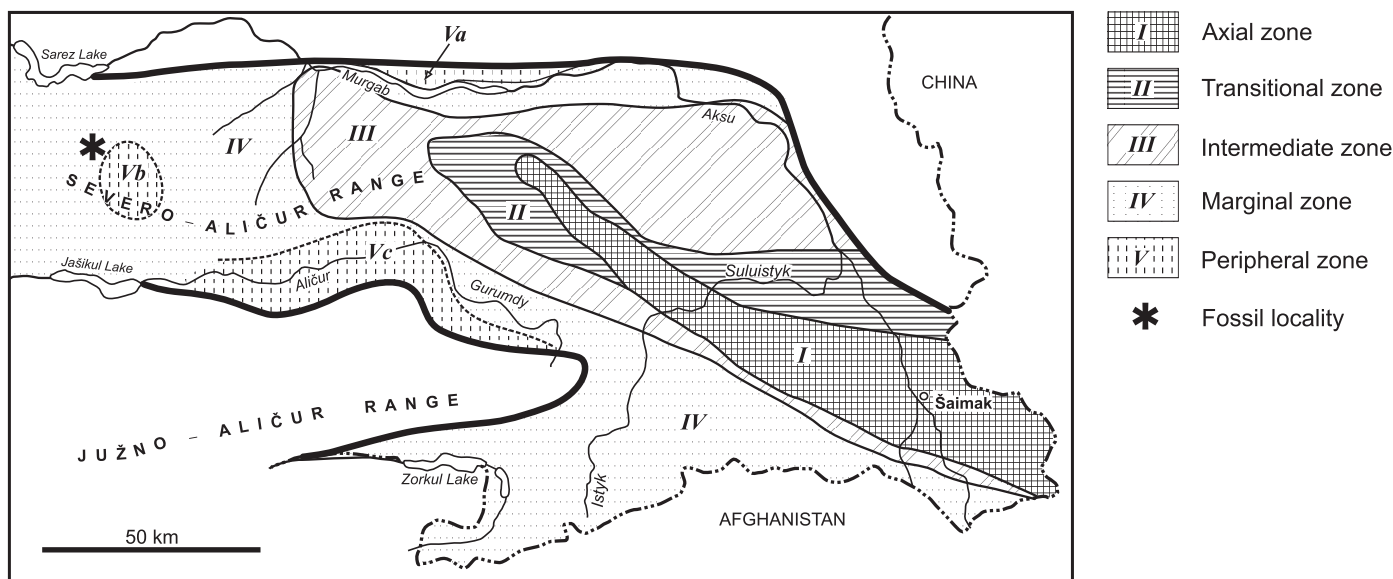 Va
Sarez Lake
Murgab
CHINA
Aksu
III
IV
Vb
SEVERO – ALIČUR RANGE
II
Vc
Jašikul Lake
Aličur
Gurumdy
Suluistyk
I
Šaimak
JUŽNO – ALIČUR RANGE
IV
Zorkul Lake
Istyk
AFGHANISTAN
50 km
I Axial zone
II Transitional zone
III Intermediate zone
IV Marginal zone
V Peripheral zone
* Fossil locality